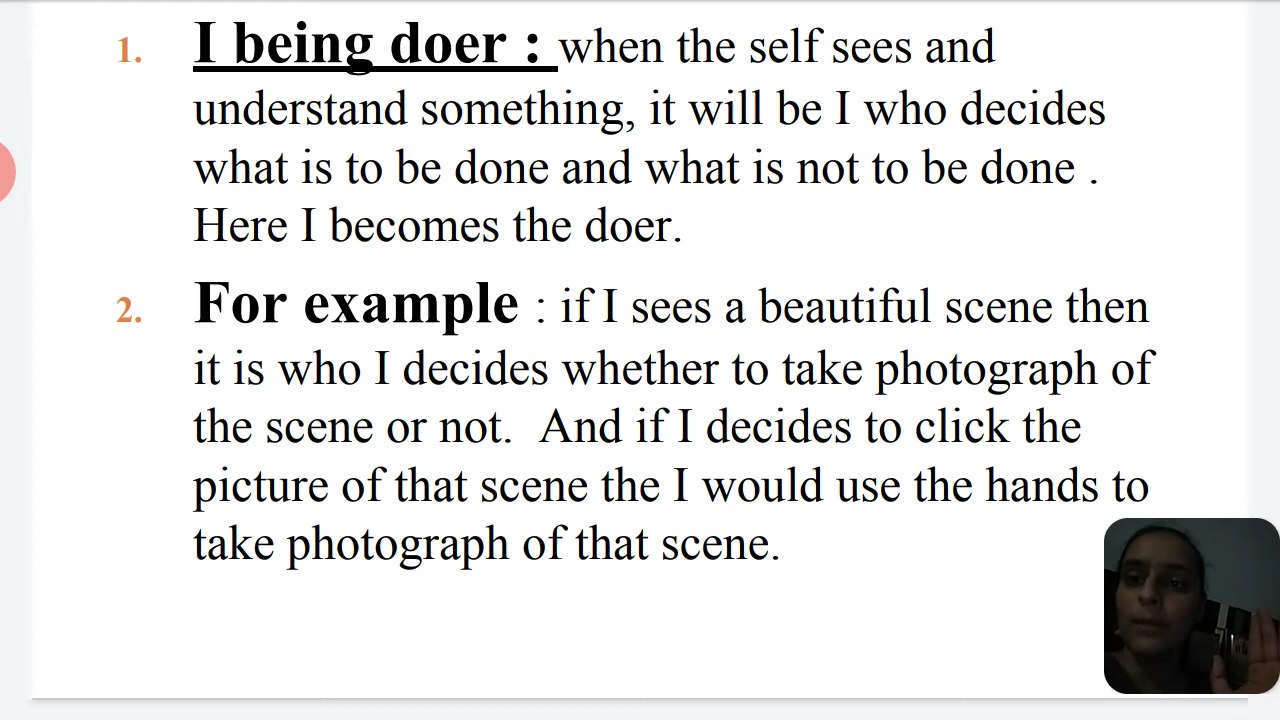 1. I being doer : when the self sees and
understand something, it will be I who decides
what is to be done and what is not to be done .
Here I becomes the doer.
2. For example : if I sees a beautiful scene then
it is who I decides whether to take photograph of
the scene or not.  And if I decides to click the
picture of that scene the I would use the hands to
take photograph of that scene.